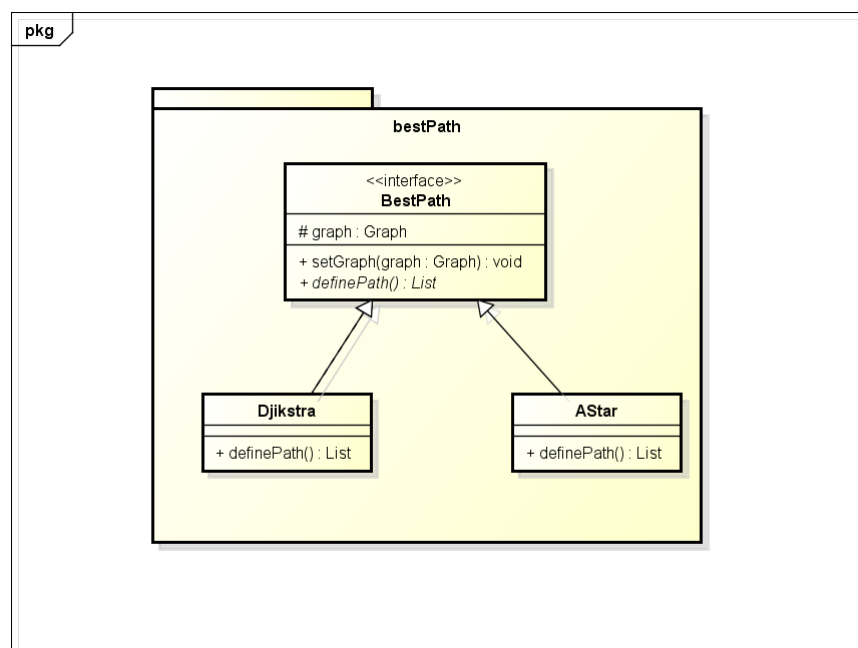 pkg
bestPath
<<interface>>
BestPath
# graph : Graph
+ setGraph(graph : Graph) : void
+ definePath() : List
Djikstra
+ definePath() : List
AStar
+ definePath() : List